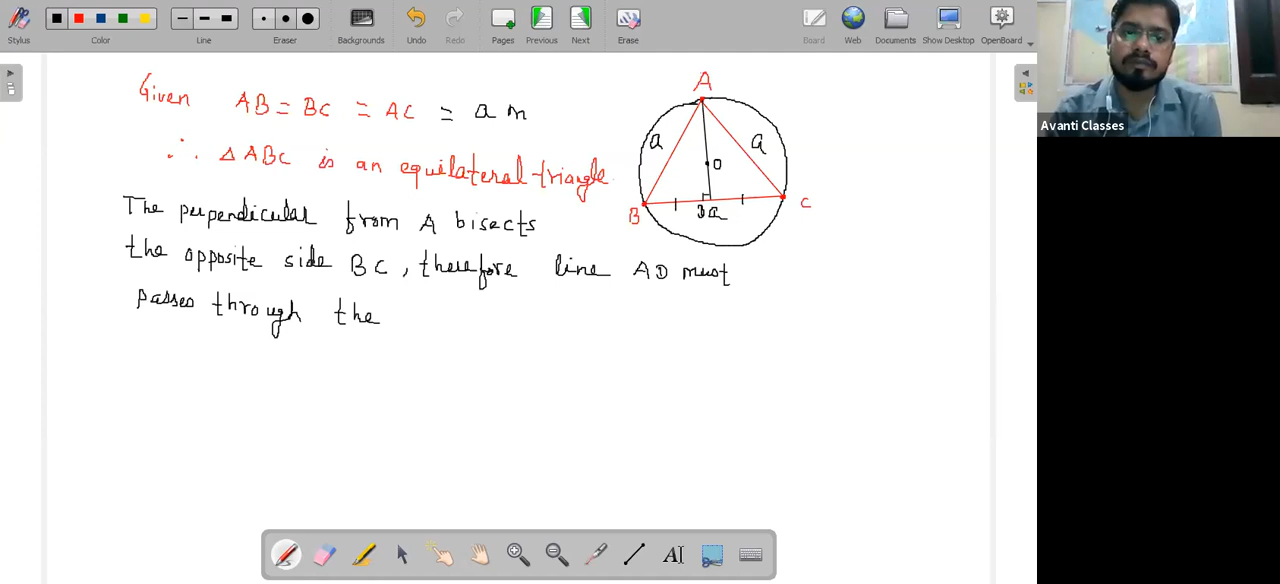 Stylus
Color
Line
Eraser
Backgrounds
Undo
Redo
Pages
Previous
Next
Erase
Board
Web
Documents
Show Desktop
OpenBoard
Avanti Classes
Given AB = BC = AC = a m
∴ △ABC is an equilateral triangle.
The perpendicular from A bisects
the opposite side BC, therefore line AD must
passes through the
A
a
a
O
B
a
C